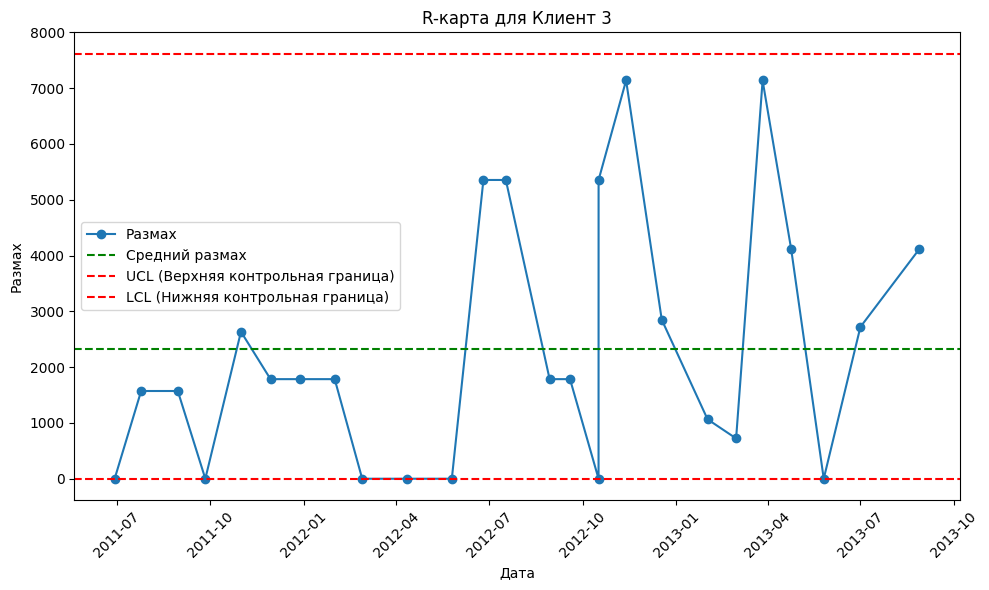 R-карта для Клиент 3
Размах
8000
7000
6000
5000
4000
3000
2000
1000
0
Размах
Средний размах
UCL (Верхняя контрольная граница)
LCL (Нижняя контрольная граница)
2011-07
2011-10
2012-01
2012-04
2012-07
2012-10
2013-01
2013-04
2013-07
2013-10
Дата